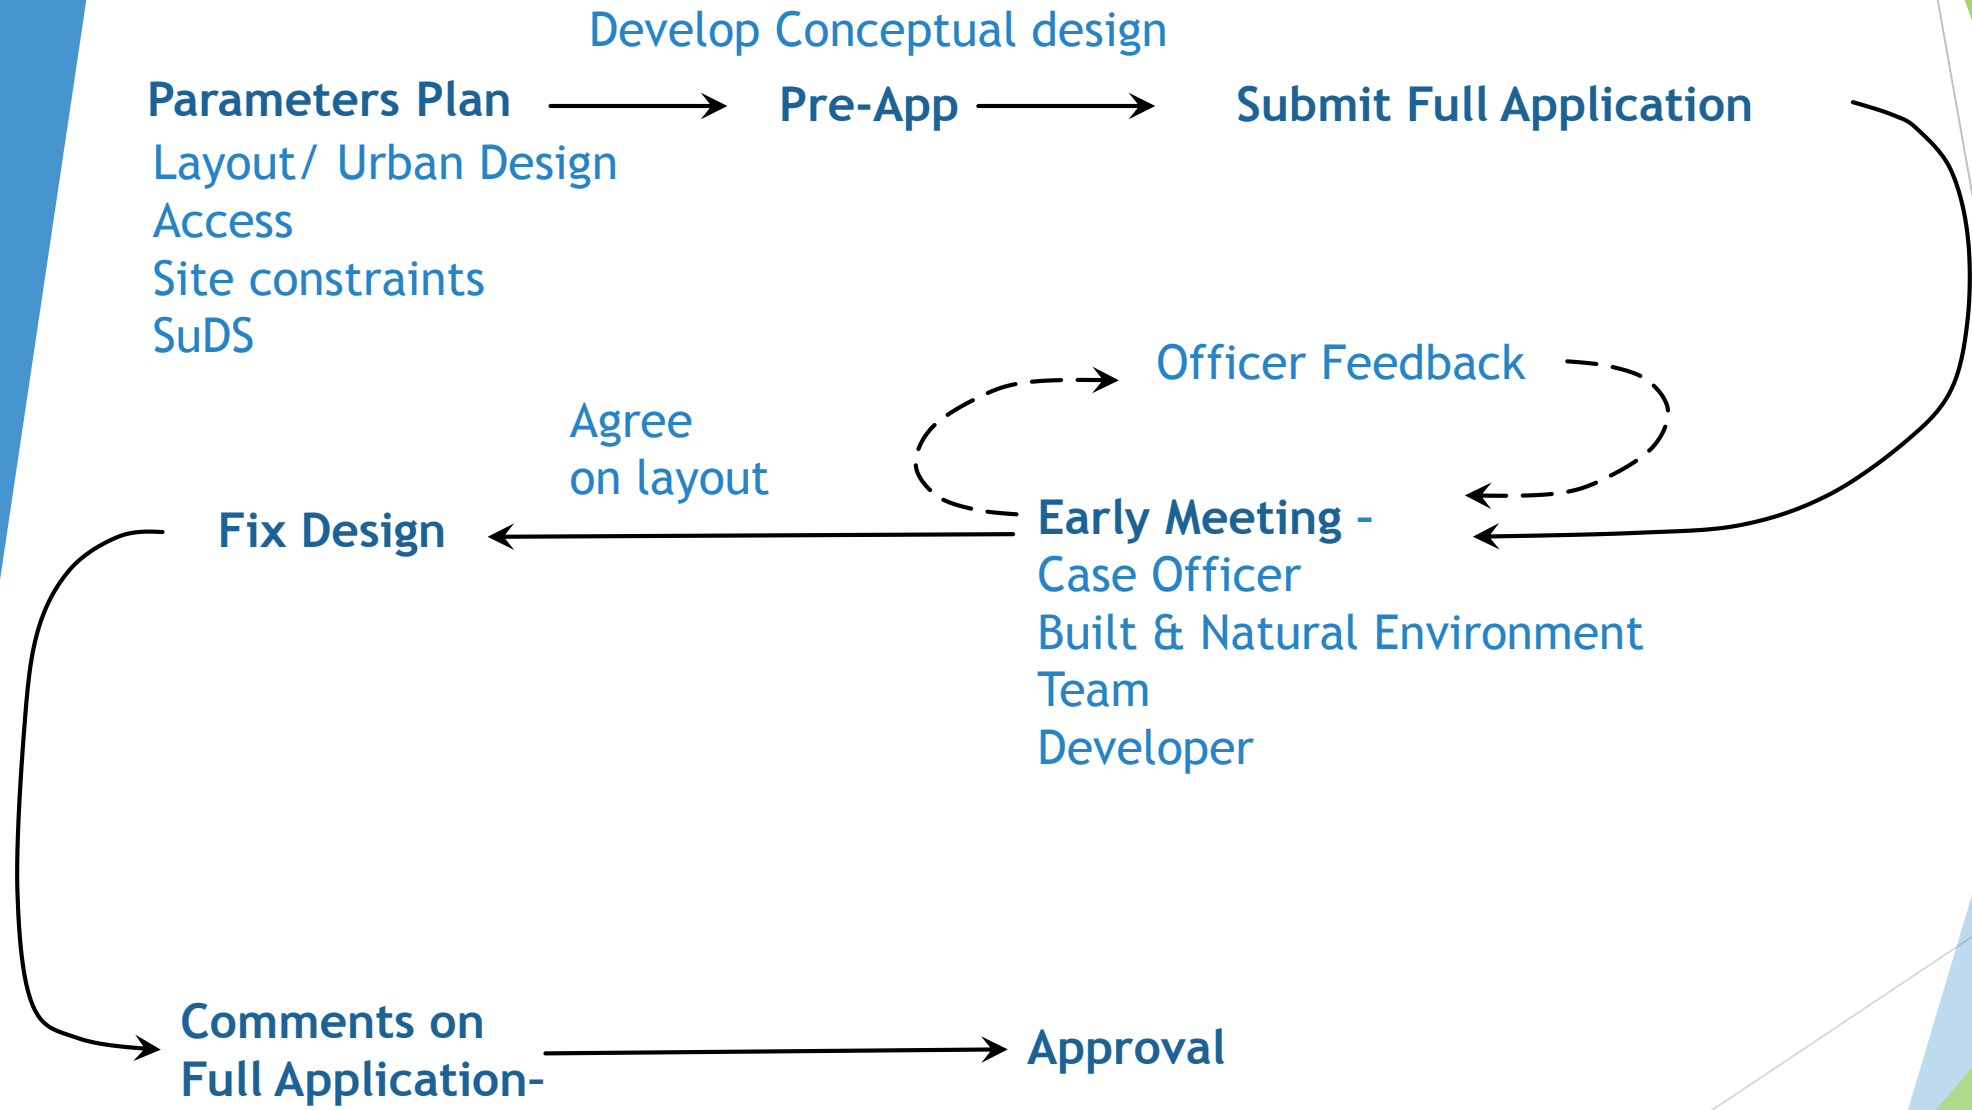 Develop Conceptual design
Parameters Plan
Pre-App
Submit Full Application
Layout/ Urban Design
Access
Site constraints
SuDS
Officer Feedback
Agree
on layout
Early Meeting –
Case Officer
Built & Natural Environment
Team
Developer
Fix Design
Comments on
Full Application–
Approval